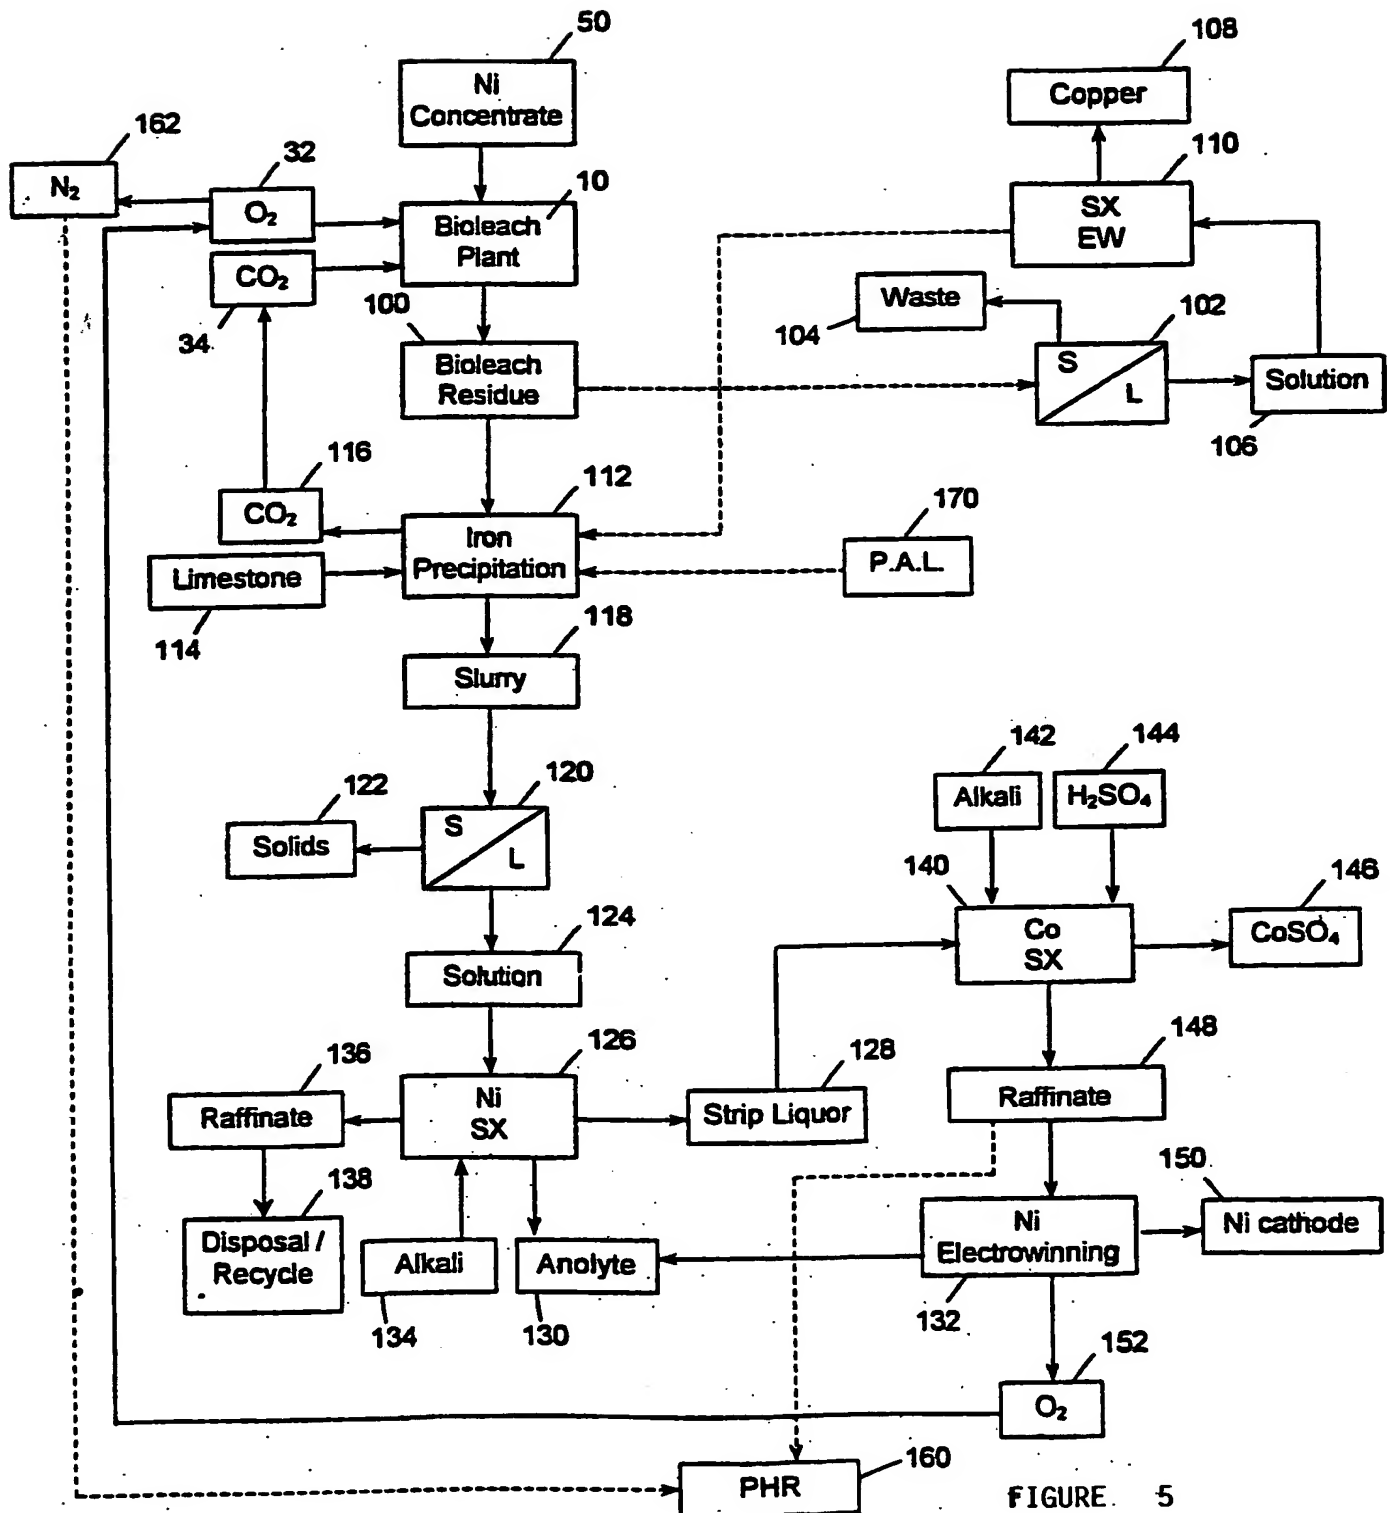 50
Ni
Concentrate
108
Copper
162
N₂
32
O₂
10
Bioleach
Plant
110
SX
EW
CO₂
34
Waste
104
102
S
L
Solution
106
100
Bioleach
Residue
116
CO₂
112
Iron
Precipitation
170
P.A.L.
Limestone
114
118
Slurry
142
Alkali
144
H₂SO₄
122
Solids
120
S
L
140
Co
SX
146
CoSO₄
124
Solution
136
Raffinate
126
Ni
SX
128
Strip Liquor
148
Raffinate
138
Disposal /
Recycle
Alkali
134
Anolyte
130
Ni
Electrowinning
132
150
Ni cathode
152
O₂
PHR
160
FIGURE. 5